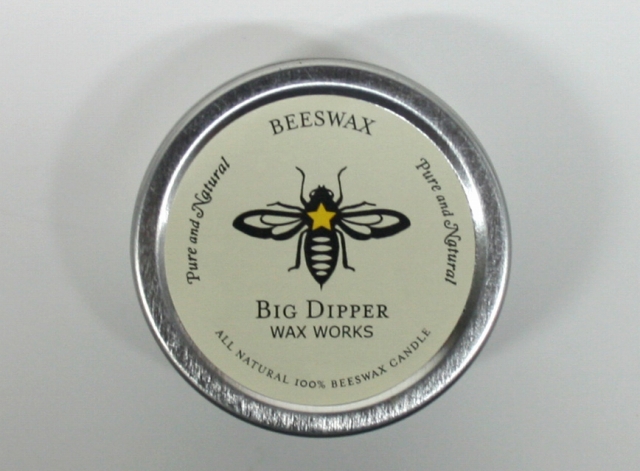 BEESWAX
Pure and Natural
Pure and Natural
BIG DIPPER
WAX WORKS
ALL NATURAL 100% BEESWAX CANDLE